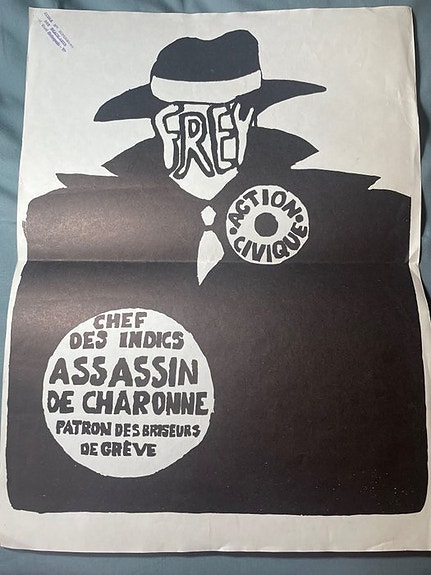 FREY
•ACTION•
CIVIQUE
CHEF
DES INDICS
ASSASSIN
DE CHARONNE
PATRON DES BRISEURS
DE GRÈVE